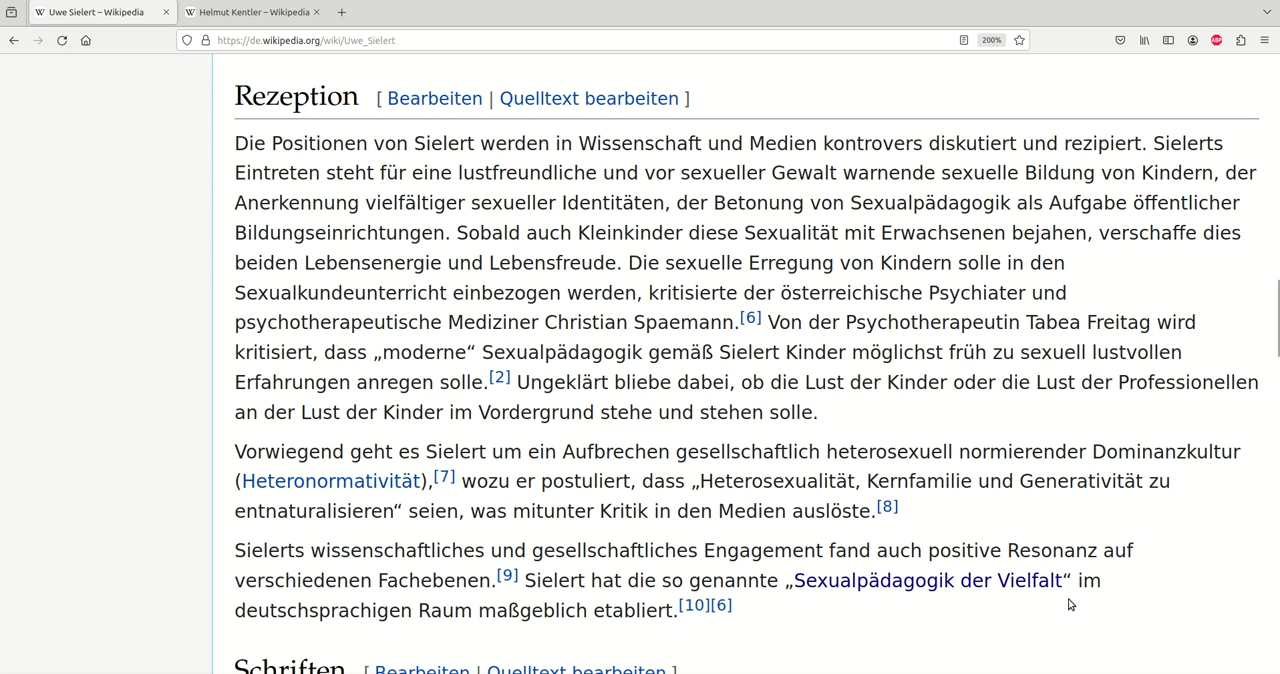 Uwe Sielert – Wikipedia
Helmut Kentler – Wikipedia
https://de.wikipedia.org/wiki/Uwe_Sielert
200%
ABP
Rezeption [ Bearbeiten | Quelltext bearbeiten ]
Die Positionen von Sielert werden in Wissenschaft und Medien kontrovers diskutiert und rezipiert. Sielerts
Eintreten steht für eine lustfreundliche und vor sexueller Gewalt warnende sexuelle Bildung von Kindern, der
Anerkennung vielfältiger sexueller Identitäten, der Betonung von Sexualpädagogik als Aufgabe öffentlicher
Bildungseinrichtungen. Sobald auch Kleinkinder diese Sexualität mit Erwachsenen bejahen, verschaffe dies
beiden Lebensenergie und Lebensfreude. Die sexuelle Erregung von Kindern solle in den
Sexualkundeunterricht einbezogen werden, kritisierte der österreichische Psychiater und
psychotherapeutische Mediziner Christian Spaemann.[6] Von der Psychotherapeutin Tabea Freitag wird
kritisiert, dass „moderne“ Sexualpädagogik gemäß Sielert Kinder möglichst früh zu sexuell lustvollen
Erfahrungen anregen solle.[2] Ungeklärt bliebe dabei, ob die Lust der Kinder oder die Lust der Professionellen
an der Lust der Kinder im Vordergrund stehe und stehen solle.
Vorwiegend geht es Sielert um ein Aufbrechen gesellschaftlich heterosexuell normierender Dominanzkultur
(Heteronormativität),[7] wozu er postuliert, dass „Heterosexualität, Kernfamilie und Generativität zu
entnaturalisieren“ seien, was mitunter Kritik in den Medien auslöste.[8]
Sielerts wissenschaftliches und gesellschaftliches Engagement fand auch positive Resonanz auf
verschiedenen Fachebenen.[9] Sielert hat die so genannte „Sexualpädagogik der Vielfalt“ im
deutschsprachigen Raum maßgeblich etabliert.[10][6]
Schriften [ Bearbeiten | Quelltext bearbeiten ]